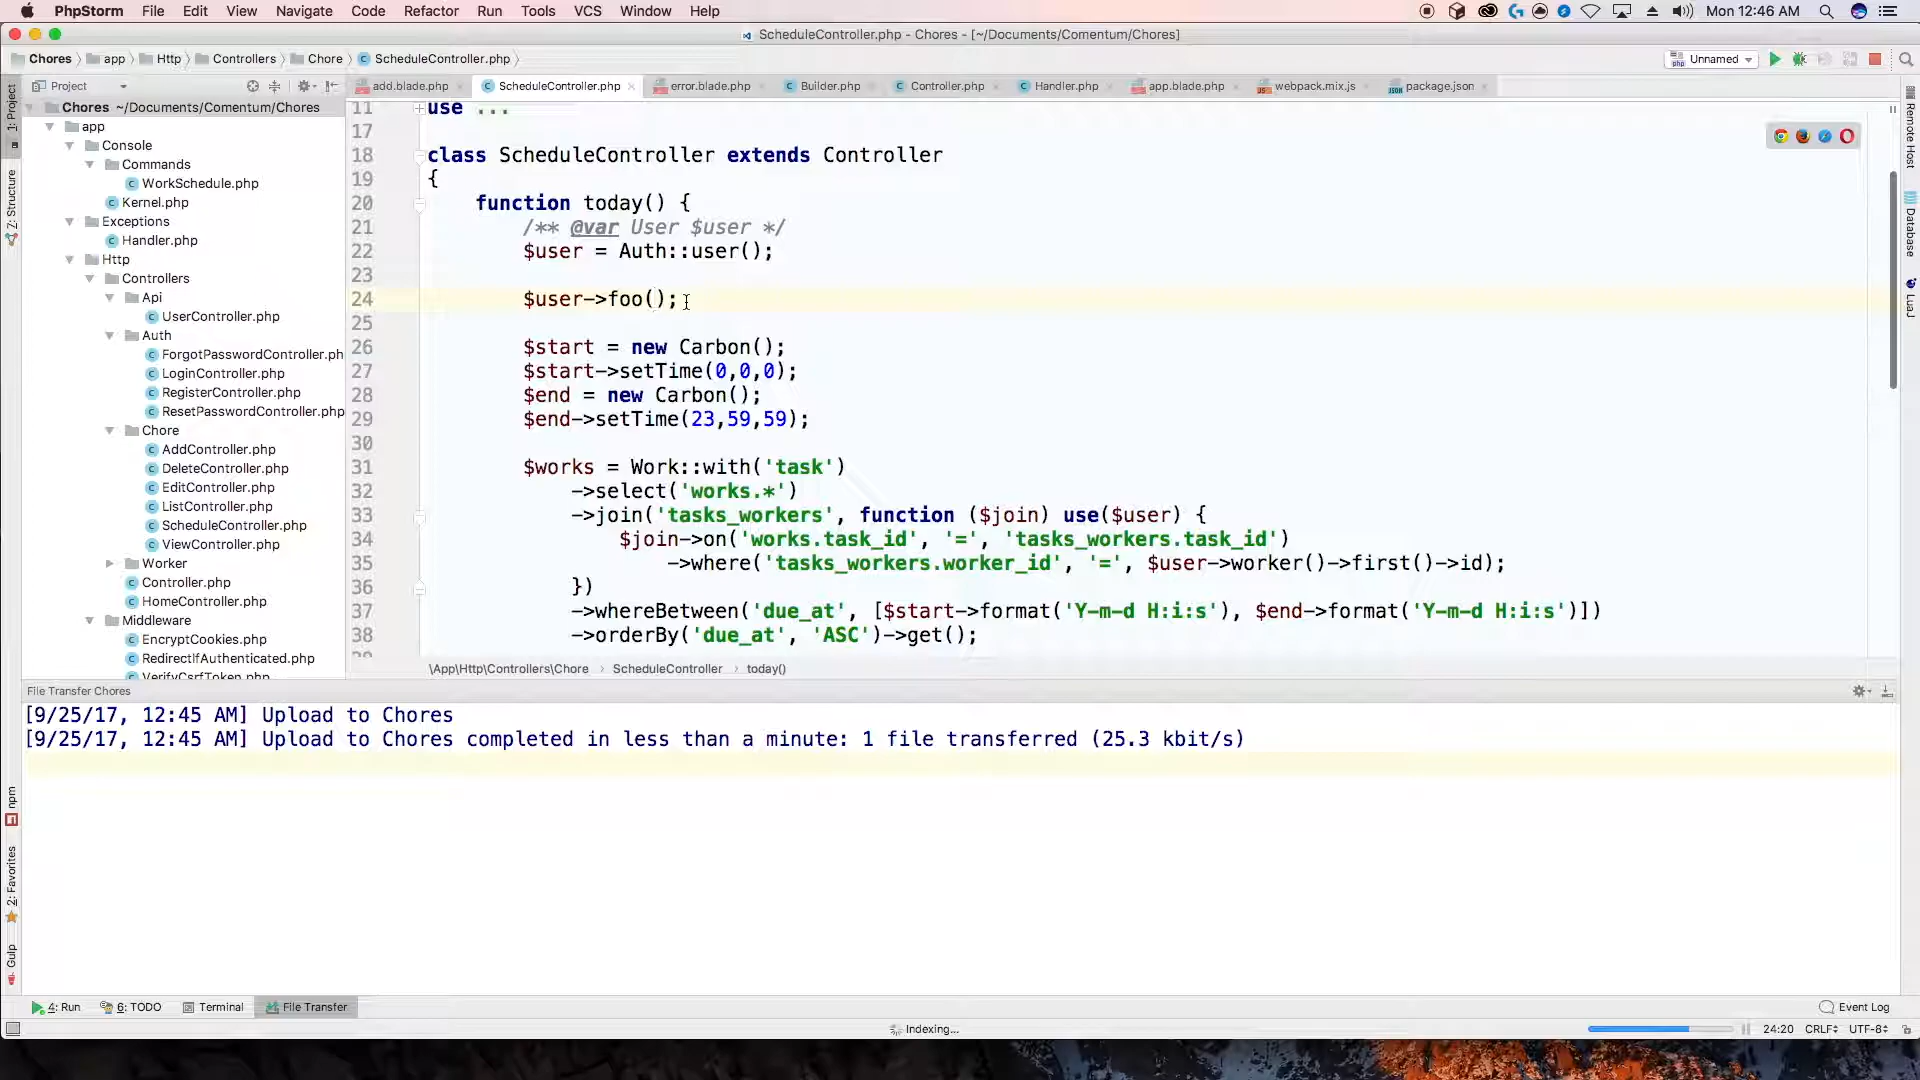 PhpStorm File Edit View Navigate Code Refactor Run Tools VCS Window Help Mon 12:46 AM
ScheduleController.php - Chores - [~/Documents/Comentum/Chores]
Chores app Http Controllers Chore ScheduleController.php Unnamed
Project add.blade.php ScheduleController.php error.blade.php Builder.php Controller.php Handler.php app.blade.php webpack.mix.js package.json
Chores ~/Documents/Comentum/Chores
app
Console
Commands
WorkSchedule.php
Kernel.php
Exceptions
Handler.php
Http
Controllers
Api
UserController.php
Auth
ForgotPasswordController.ph
LoginController.php
RegisterController.php
ResetPasswordController.php
Chore
AddController.php
DeleteController.php
EditController.php
ListController.php
ScheduleController.php
ViewController.php
Worker
Controller.php
HomeController.php
Middleware
EncryptCookies.php
RedirectIfAuthenticated.php
VerifyCsrfToken.php
11 use ...
17
18 class ScheduleController extends Controller
19 {
20 function today() {
21 /** @var User $user */
22 $user = Auth::user();
23
24 $user->foo();
25
26 $start = new Carbon();
27 $start->setTime(0,0,0);
28 $end = new Carbon();
29 $end->setTime(23,59,59);
30
31 $works = Work::with('task')
32 ->select('works.*')
33 ->join('tasks_workers', function ($join) use($user) {
34 $join->on('works.task_id', '=', 'tasks_workers.task_id')
35 ->where('tasks_workers.worker_id', '=', $user->worker()->first()->id);
36 })
37 ->whereBetween('due_at', [$start->format('Y-m-d H:i:s'), $end->format('Y-m-d H:i:s')])
38 ->orderBy('due_at', 'ASC')->get();
\App\Http\Controllers\Chore ScheduleController today()
1: Project
Z: Structure
npm
2: Favorites
Gulp
Remote Host
Database
LuaJ
File Transfer Chores
[9/25/17, 12:45 AM] Upload to Chores
[9/25/17, 12:45 AM] Upload to Chores completed in less than a minute: 1 file transferred (25.3 kbit/s)
4: Run 6: TODO Terminal File Transfer Event Log
Indexing... 24:20 CRLF UTF-8